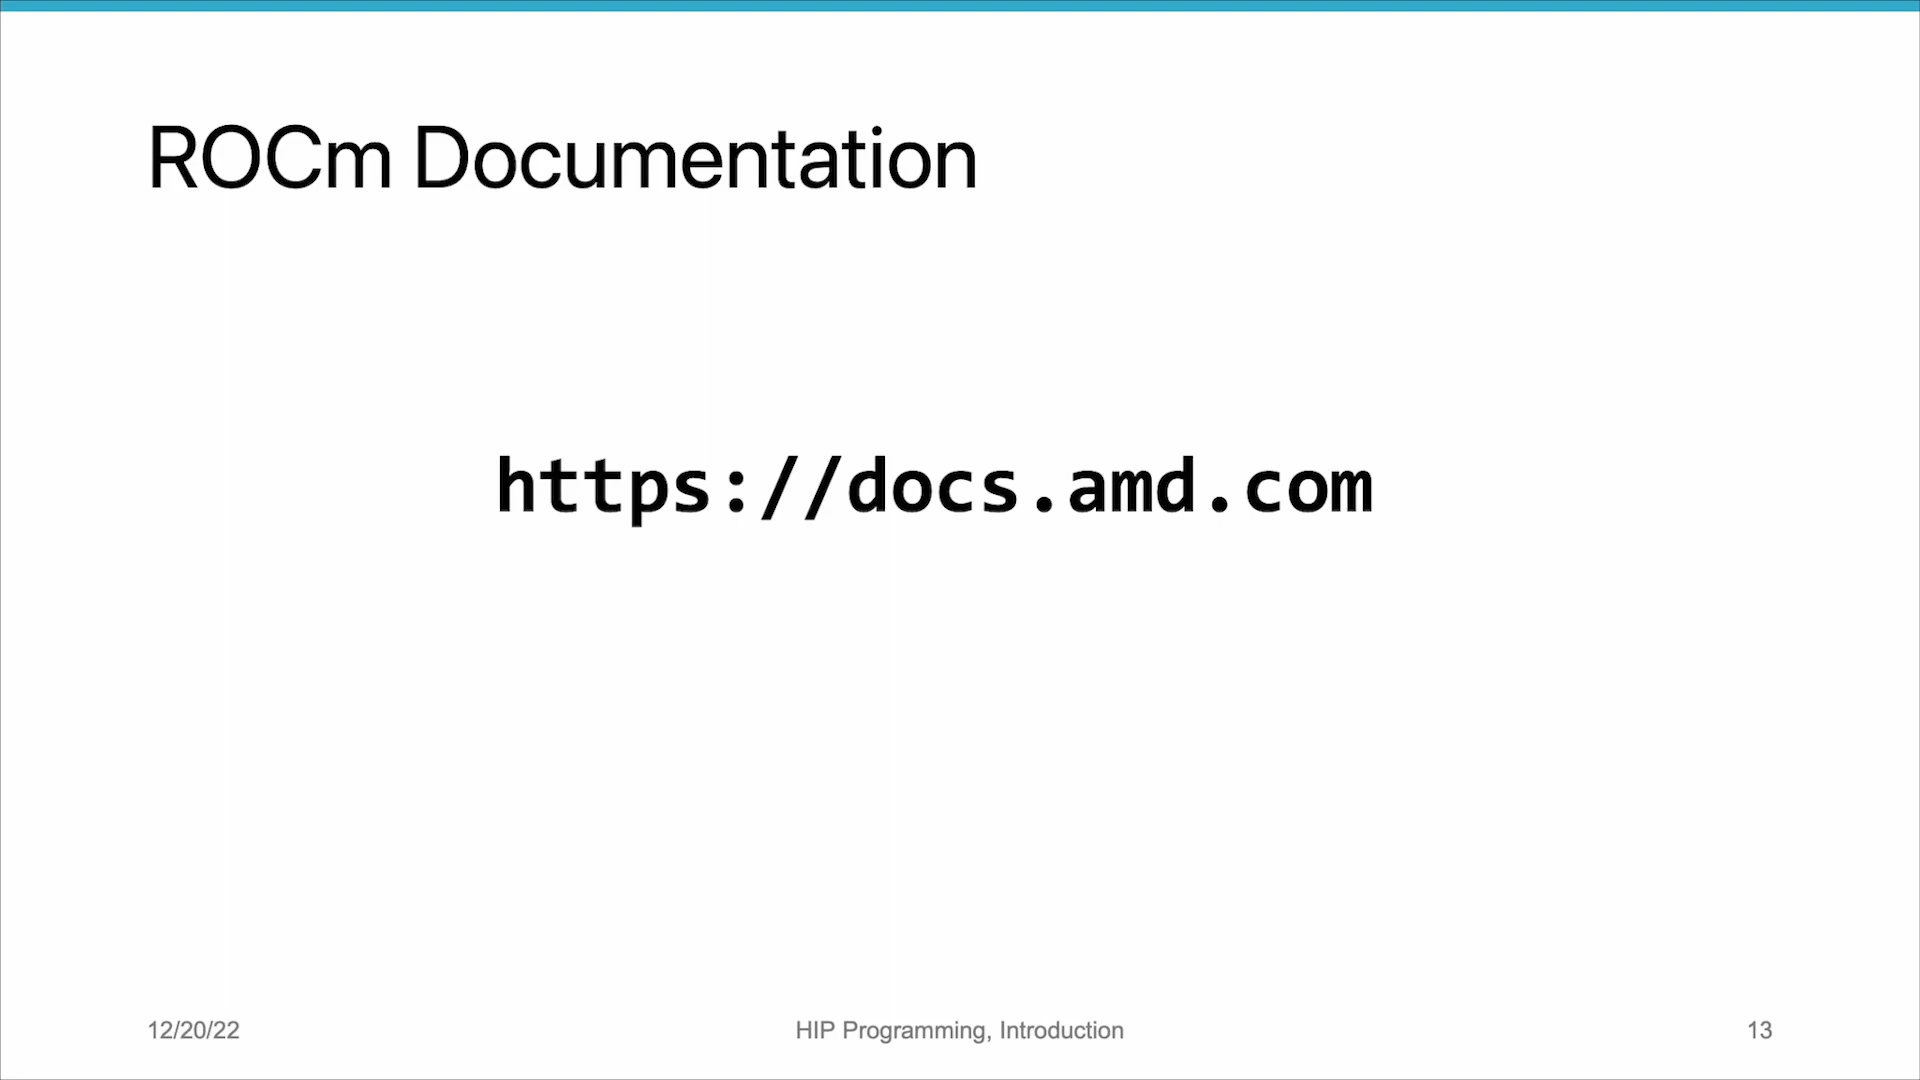 ROCm Documentation
https://docs.amd.com
12/20/22
HIP Programming, Introduction
13